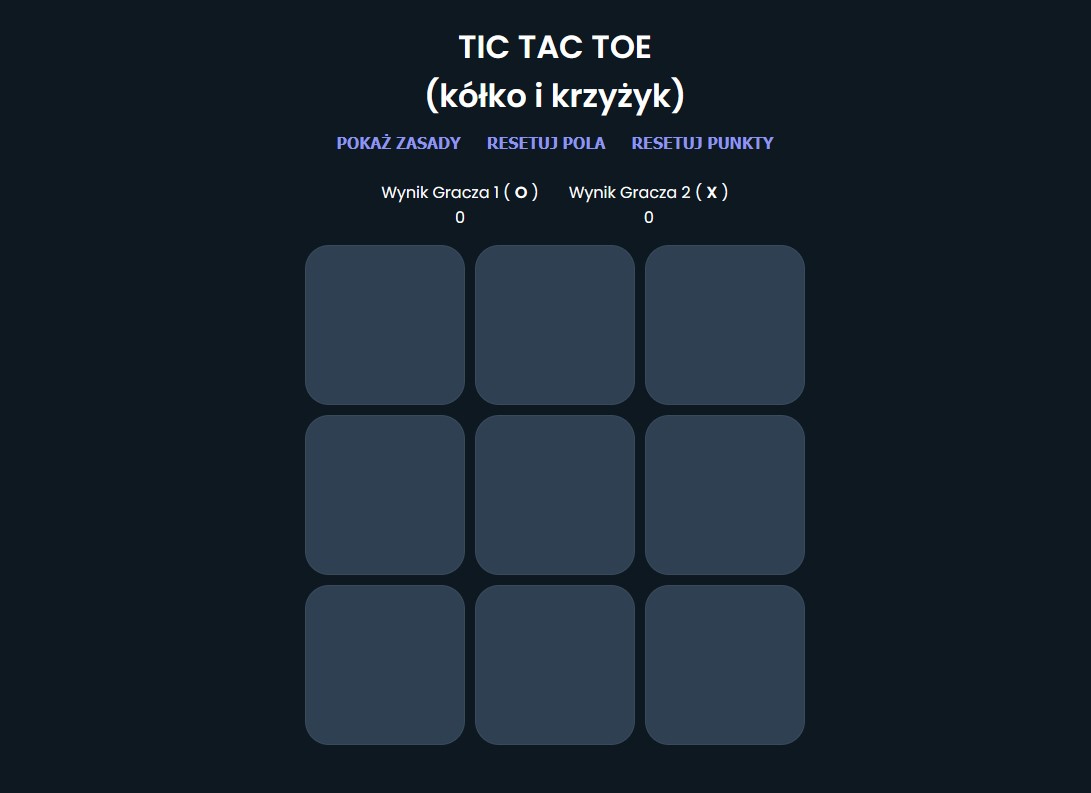 TIC TAC TOE
(kółko i krzyżyk)
POKAŻ ZASADY RESETUJ POLA RESETUJ PUNKTY
Wynik Gracza 1 ( O ) Wynik Gracza 2 ( X )
0 0